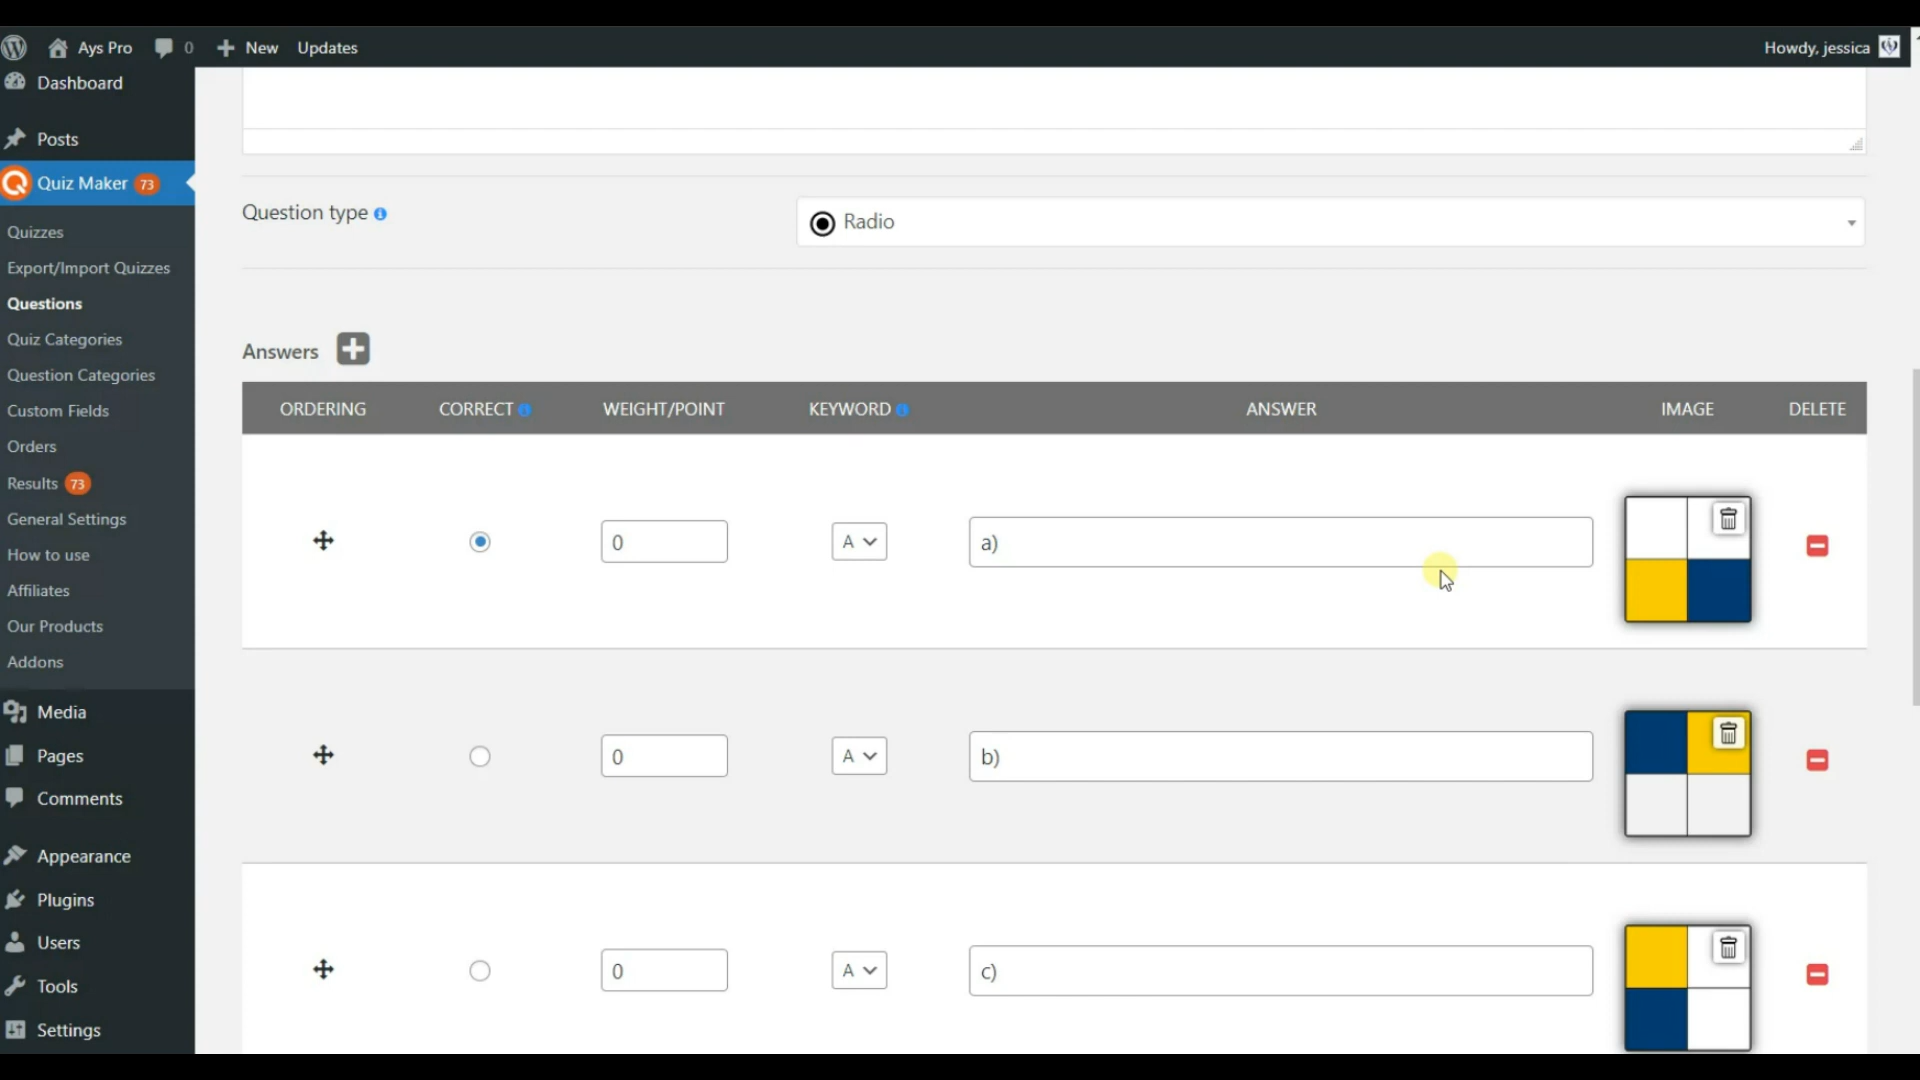 Ays Pro 0 New Updates Howdy, jessica
Dashboard
Posts
Quiz Maker 73
Quizzes
Export/Import Quizzes
Questions
Quiz Categories
Question Categories
Custom Fields
Orders
Results 73
General Settings
How to use
Affiliates
Our Products
Addons
Media
Pages
Comments
Appearance
Plugins
Users
Tools
Settings
Question type
Radio
Answers
ORDERING CORRECT WEIGHT/POINT KEYWORD ANSWER IMAGE DELETE
0 A a)
0 A b)
0 A c)